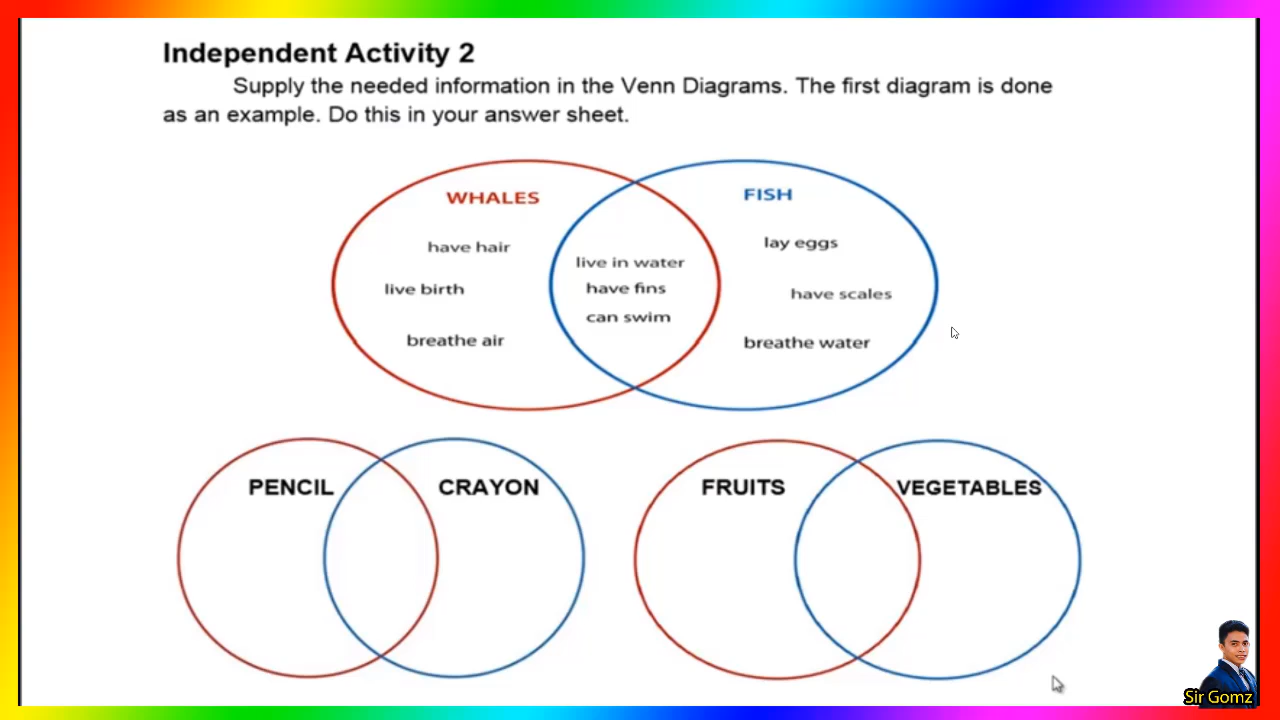 Independent Activity 2
Supply the needed information in the Venn Diagrams. The first diagram is done
as an example. Do this in your answer sheet.
WHALES
have hair
live birth
breathe air
live in water
have fins
can swim
FISH
lay eggs
have scales
breathe water
PENCIL
CRAYON
FRUITS
VEGETABLES
Sir Gomz